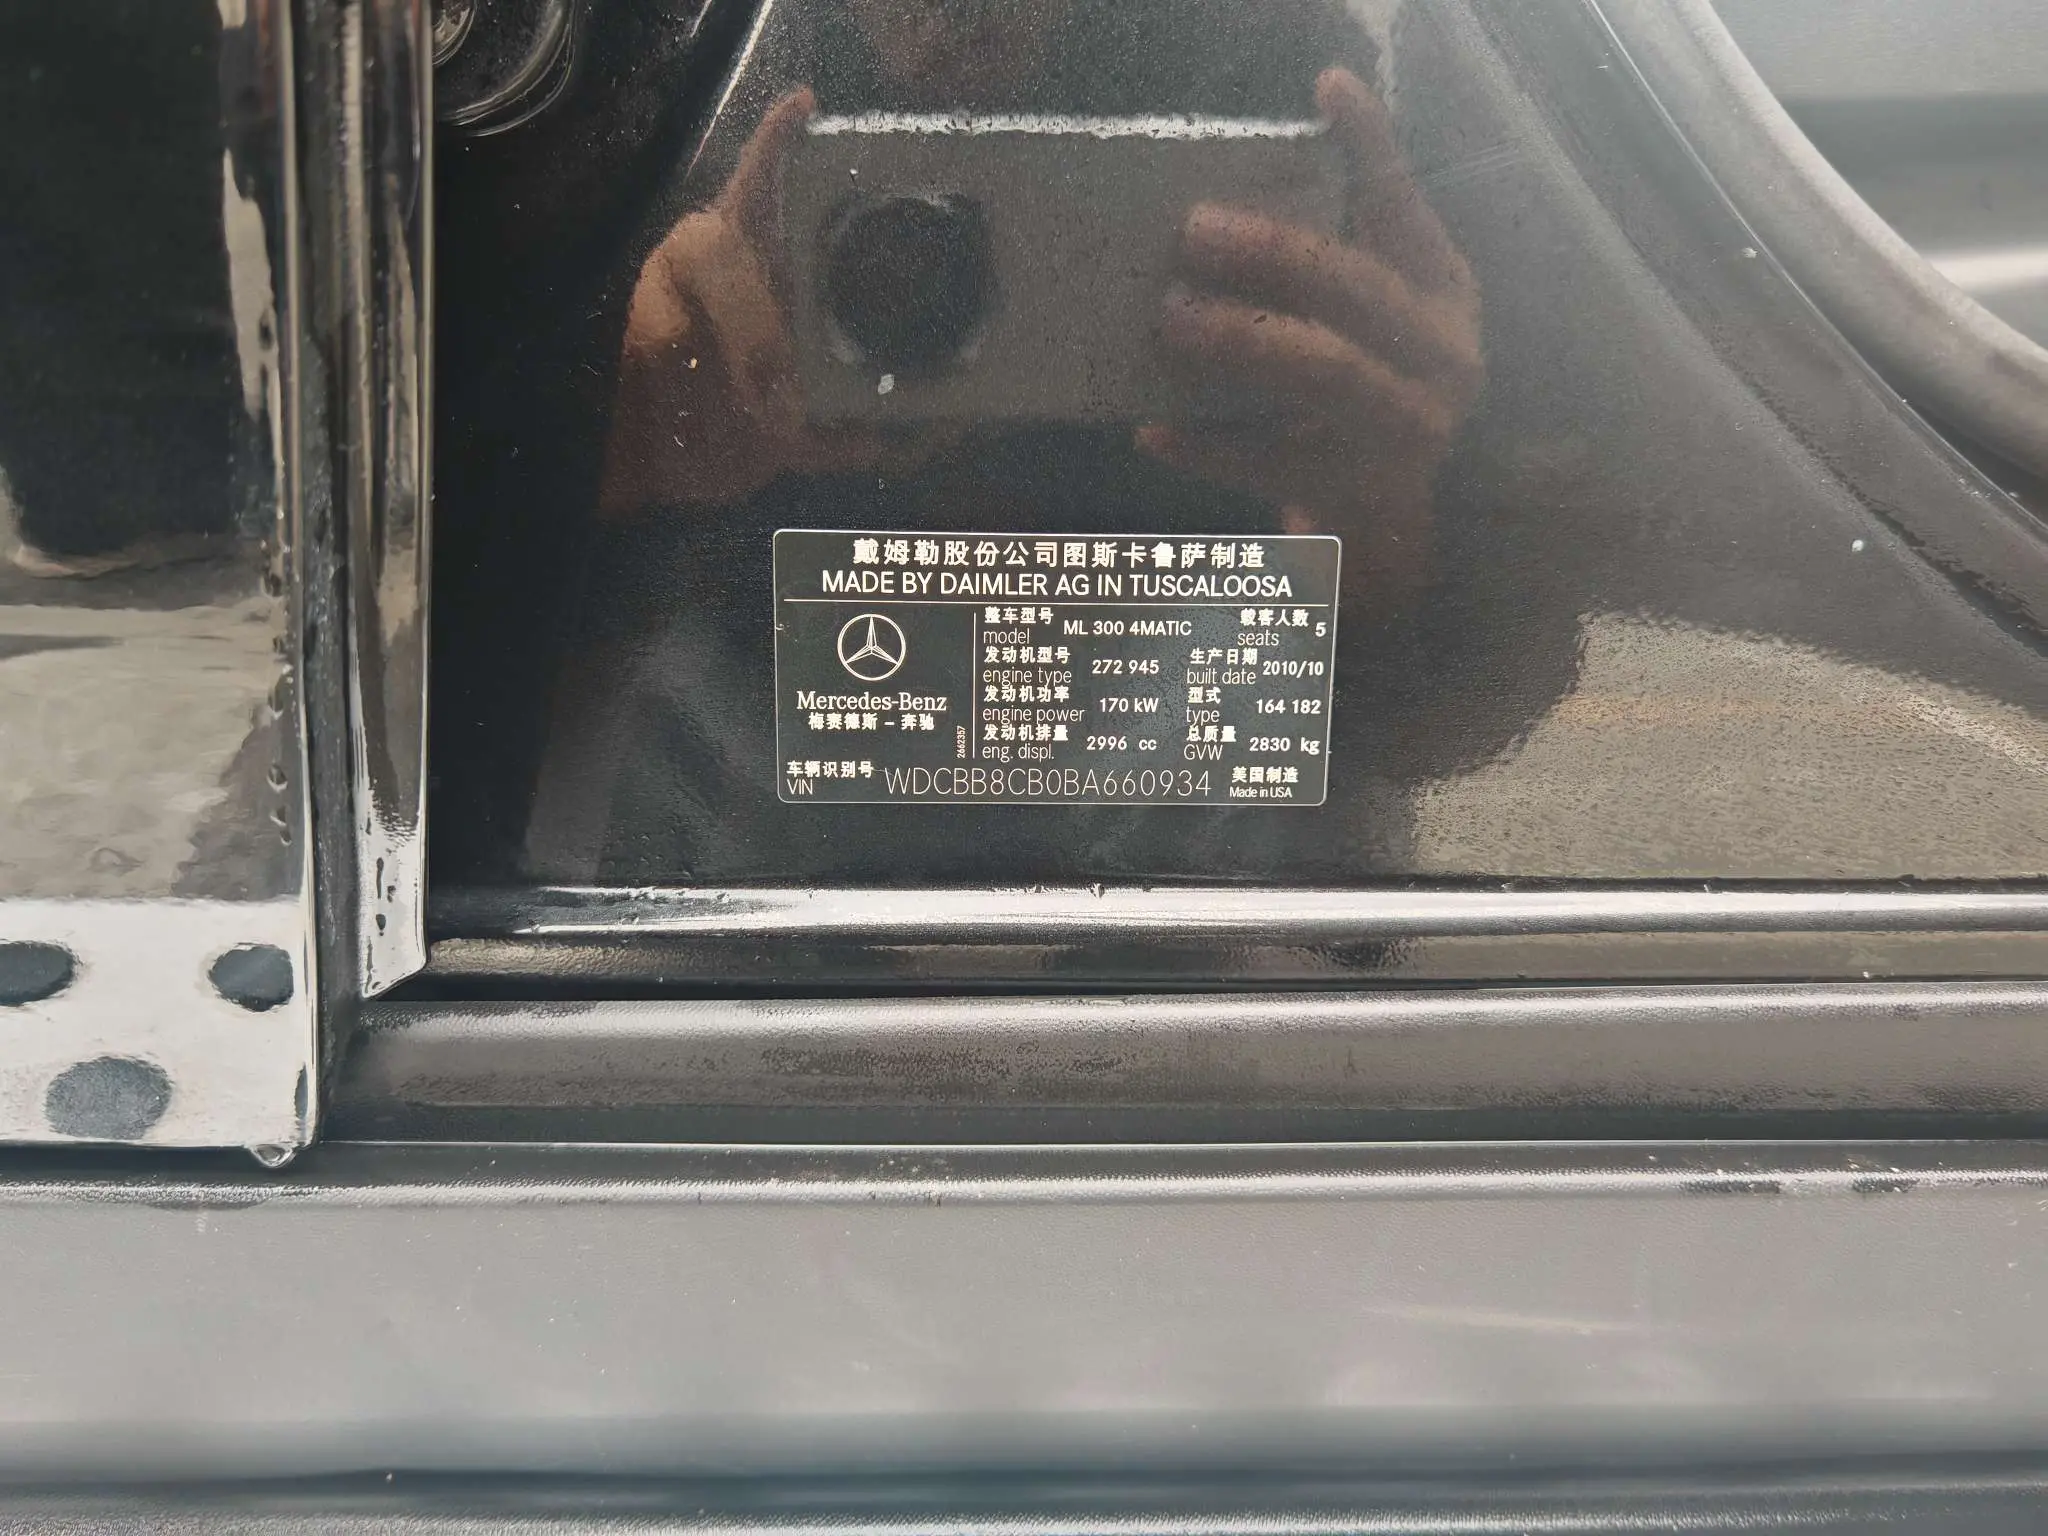 戴姆勒股份公司图斯卡鲁萨制造
MADE BY DAIMLER AG IN TUSCALOOSA
整车型号 model ML 300 4MATIC 载客人数 seats 5
发动机型号 engine type 272 945 生产日期 built date 2010/10
发动机功率 engine power 170 kW 型式 type 164 182
发动机排量 eng. displ. 2996 cc 总质量 GVW 2830 kg
Mercedes-Benz
梅赛德斯-奔驰
2662357
车辆识别号 VIN WDCBB8CB0BA660934 美国制造 Made in USA